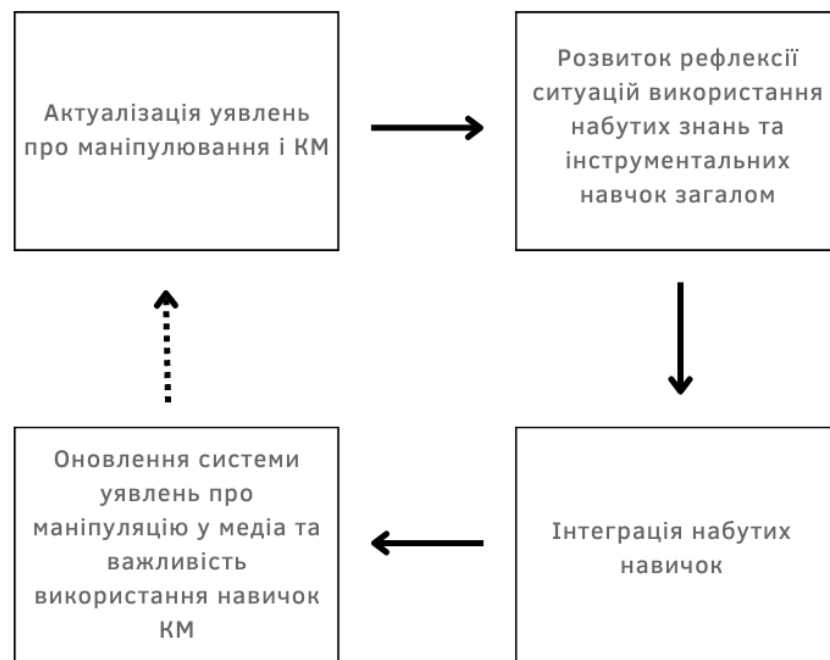 Актуалізація уявлень
про маніпулювання і КМ
Розвиток рефлексії
ситуацій використання
набутих знань та
інструментальних
навчок загалом
Оновлення системи
уявлень про
маніпуляцію у медіа та
важливість
використання навичок
КМ
Інтеграція набутих
навичок